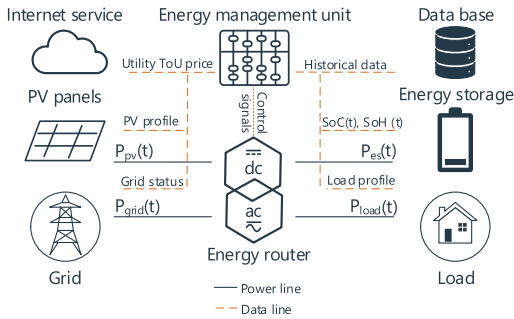 Internet service
Energy management unit
Data base
Utility ToU price
Historical data
PV panels
Energy storage
Control
signals
PV profile
SoC(t), SoH (t)
Ppv(t)
dc
Pes(t)
Grid status
Load profile
Pgrid(t)
ac
Pload(t)
Energy router
Grid
Load
Power line
Data line